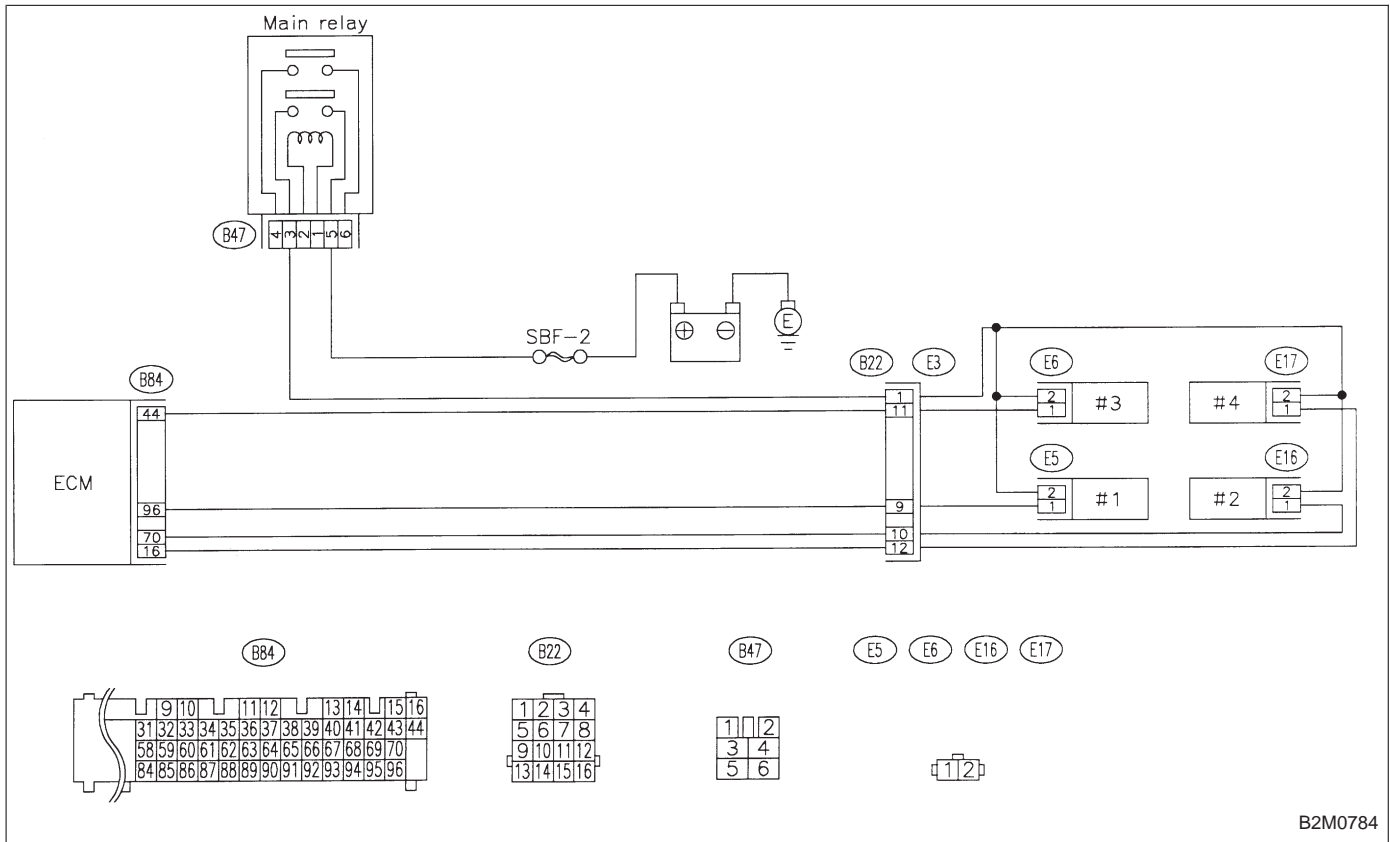 Main relay
B47
4 3 2 1 5 6
E
SBF-2
B84
B22 E3
E6
E17
44
1
11
2
1
#3
#4
2
1
E5
E16
ECM
96
9
2
1
#1
#2
2
1
70
16
10
12
B84
B22
B47
E5 E6 E16 E17
9 10 11 12 13 14 15 16
31 32 33 34 35 36 37 38 39 40 41 42 43 44
58 59 60 61 62 63 64 65 66 67 68 69 70
84 85 86 87 88 89 90 91 92 93 94 95 96
1 2 3 4
5 6 7 8
9 10 11 12
13 14 15 16
1 2
3 4
5 6
1 2
B2M0784